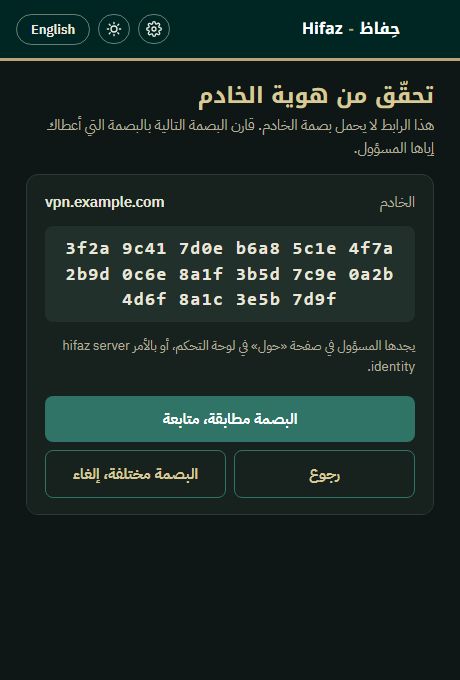 حِفاظ - Hifaz
English
تحقّق من هوية الخادم
هذا الرابط لا يحمل بصمة الخادم. قارن البصمة التالية بالبصمة التي أعطاك
إياها المسؤول.
الخادم
vpn.example.com
3f2a 9c41 7d0e b6a8 5c1e 4f7a
2b9d 0c6e 8a1f 3b5d 7c9e 0a2b
4d6f 8a1c 3e5b 7d9f
يجدها المسؤول في صفحة «حول» في لوحة التحكم، أو بالأمر hifaz server
identity.
البصمة مطابقة، متابعة
رجوع
البصمة مختلفة، إلغاء